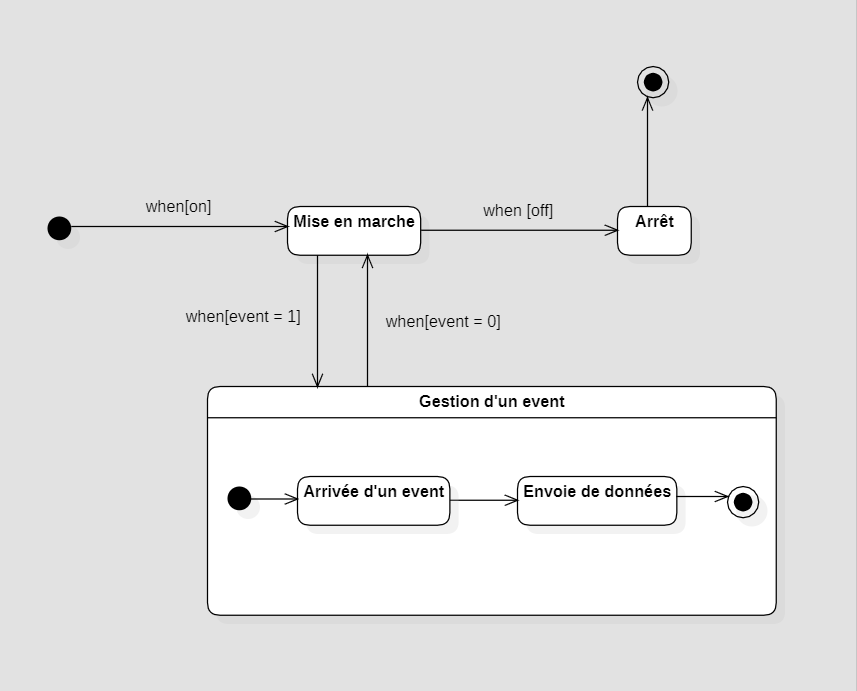 when[on]
Mise en marche
when [off]
Arrêt
when[event = 1]
when[event = 0]
Gestion d'un event
Arrivée d'un event
Envoie de données